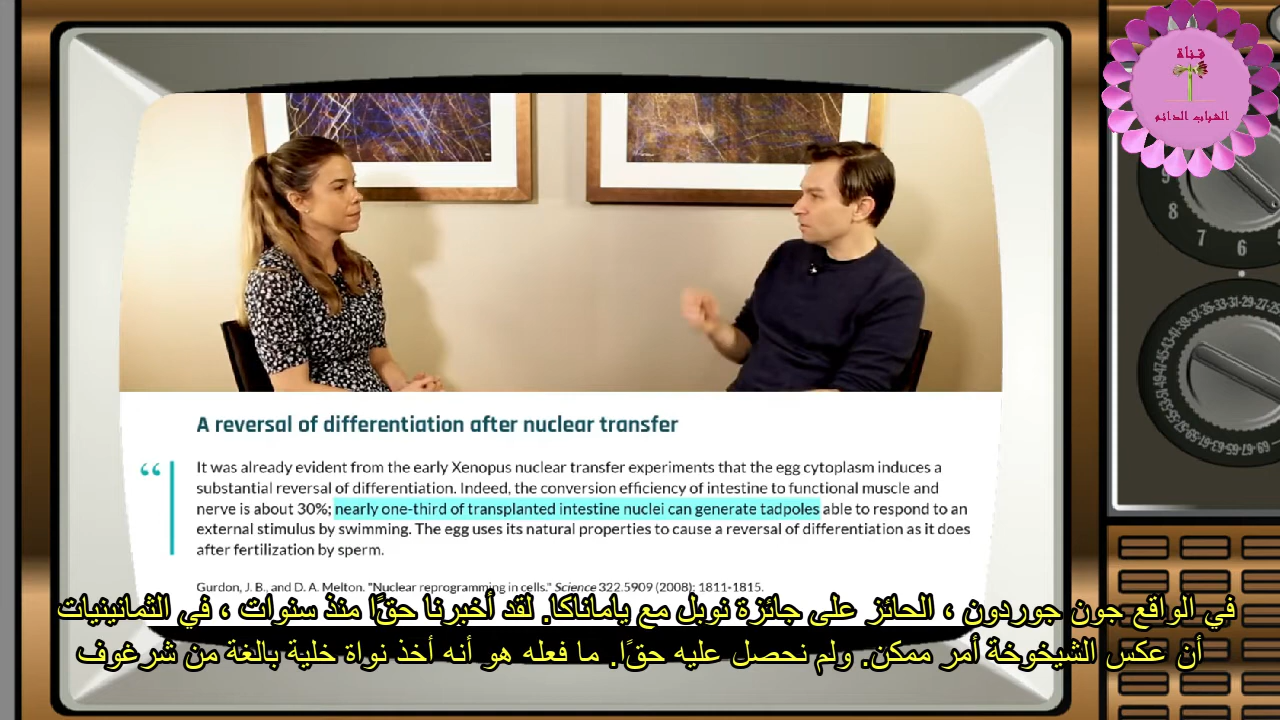 قناة
الشباب الدائم
A reversal of differentiation after nuclear transfer
“ It was already evident from the early Xenopus nuclear transfer experiments that the egg cytoplasm induces a
substantial reversal of differentiation. Indeed, the conversion efficiency of intestine to functional muscle and
nerve is about 30%; nearly one-third of transplanted intestine nuclei can generate tadpoles able to respond to an
external stimulus by swimming. The egg uses its natural properties to cause a reversal of differentiation as it does
after fertilization by sperm.
Gurdon, J. B., and D. A. Melton. "Nuclear reprogramming in cells." Science 322.5909 (2008): 1811-1815.
في الواقع جون جوردون ، الحائز على جائزة نوبل مع ياماناكا. لقد أخبرنا حقًا منذ سنوات ، في الثمانينيات
أن عكس الشيخوخة أمر ممكن. ولم نحصل عليه حقًا. ما فعله هو أنه أخذ نواة خلية بالغة من شرغوف
8
7
6